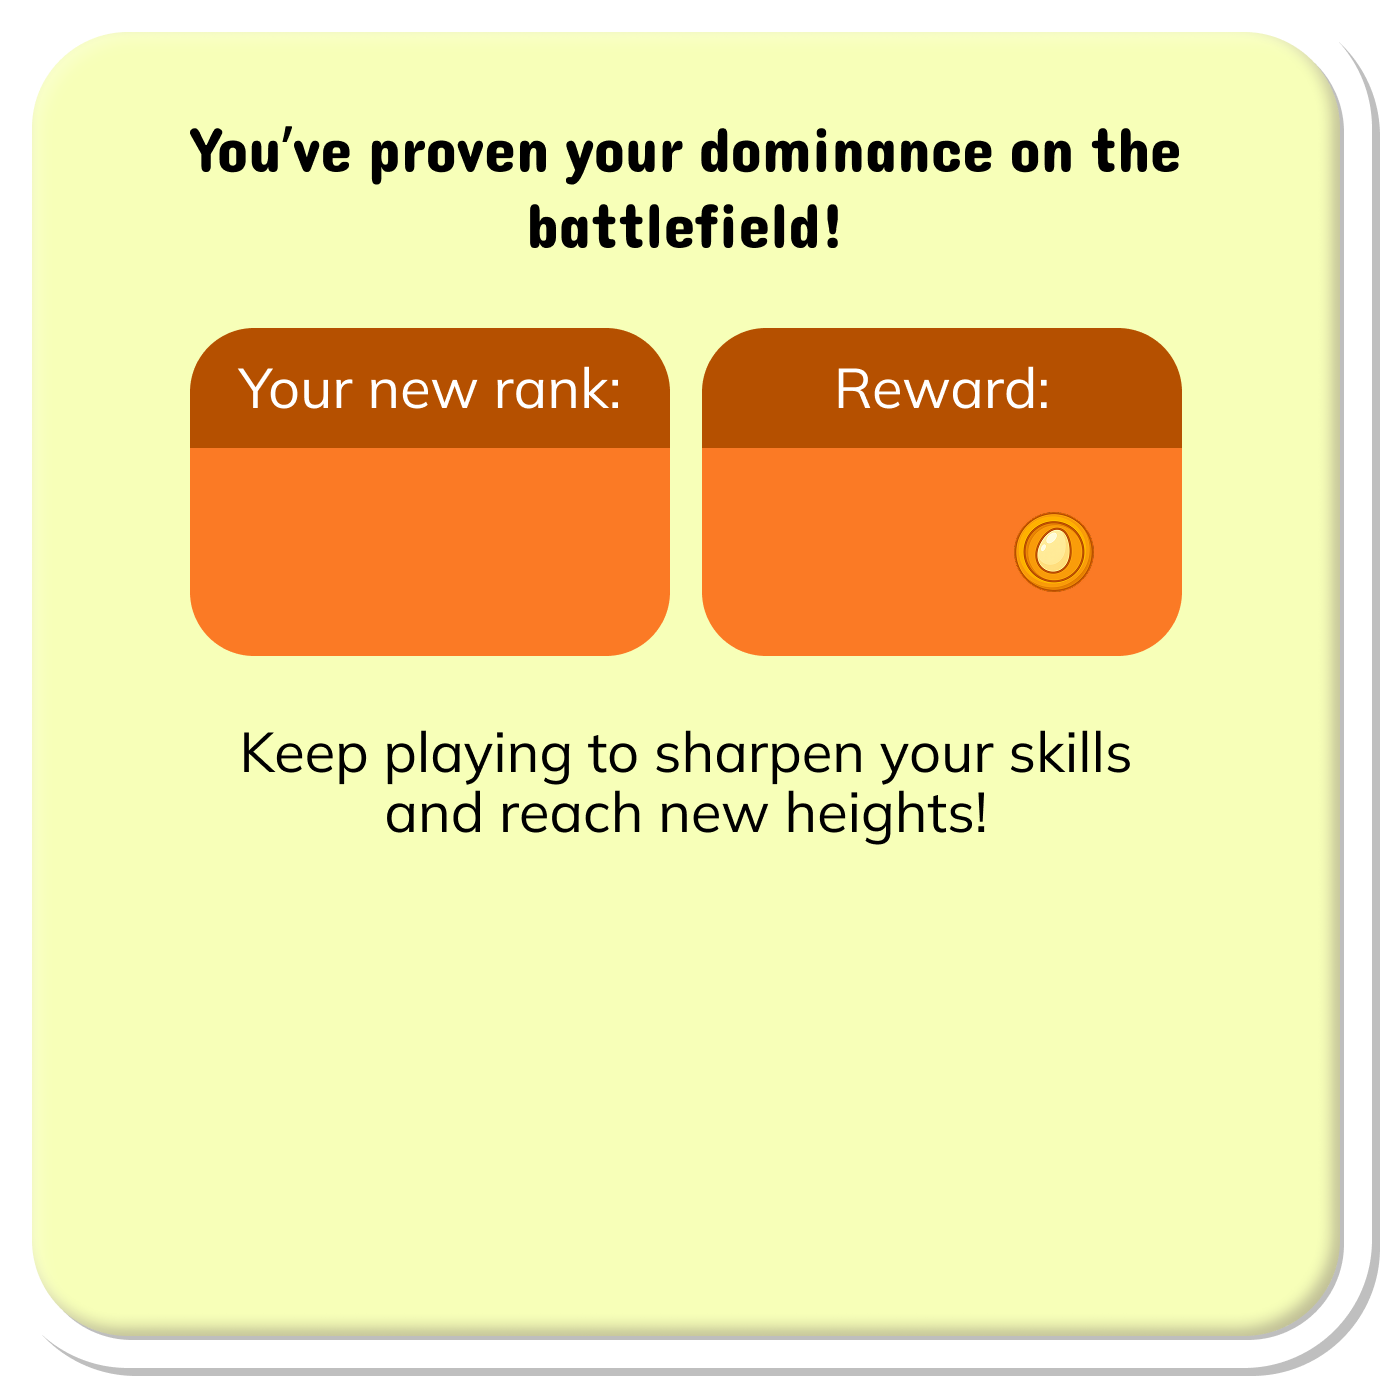 You’ve proven your dominance on the
battlefield!
Your new rank:
Reward:
Keep playing to sharpen your skills
and reach new heights!